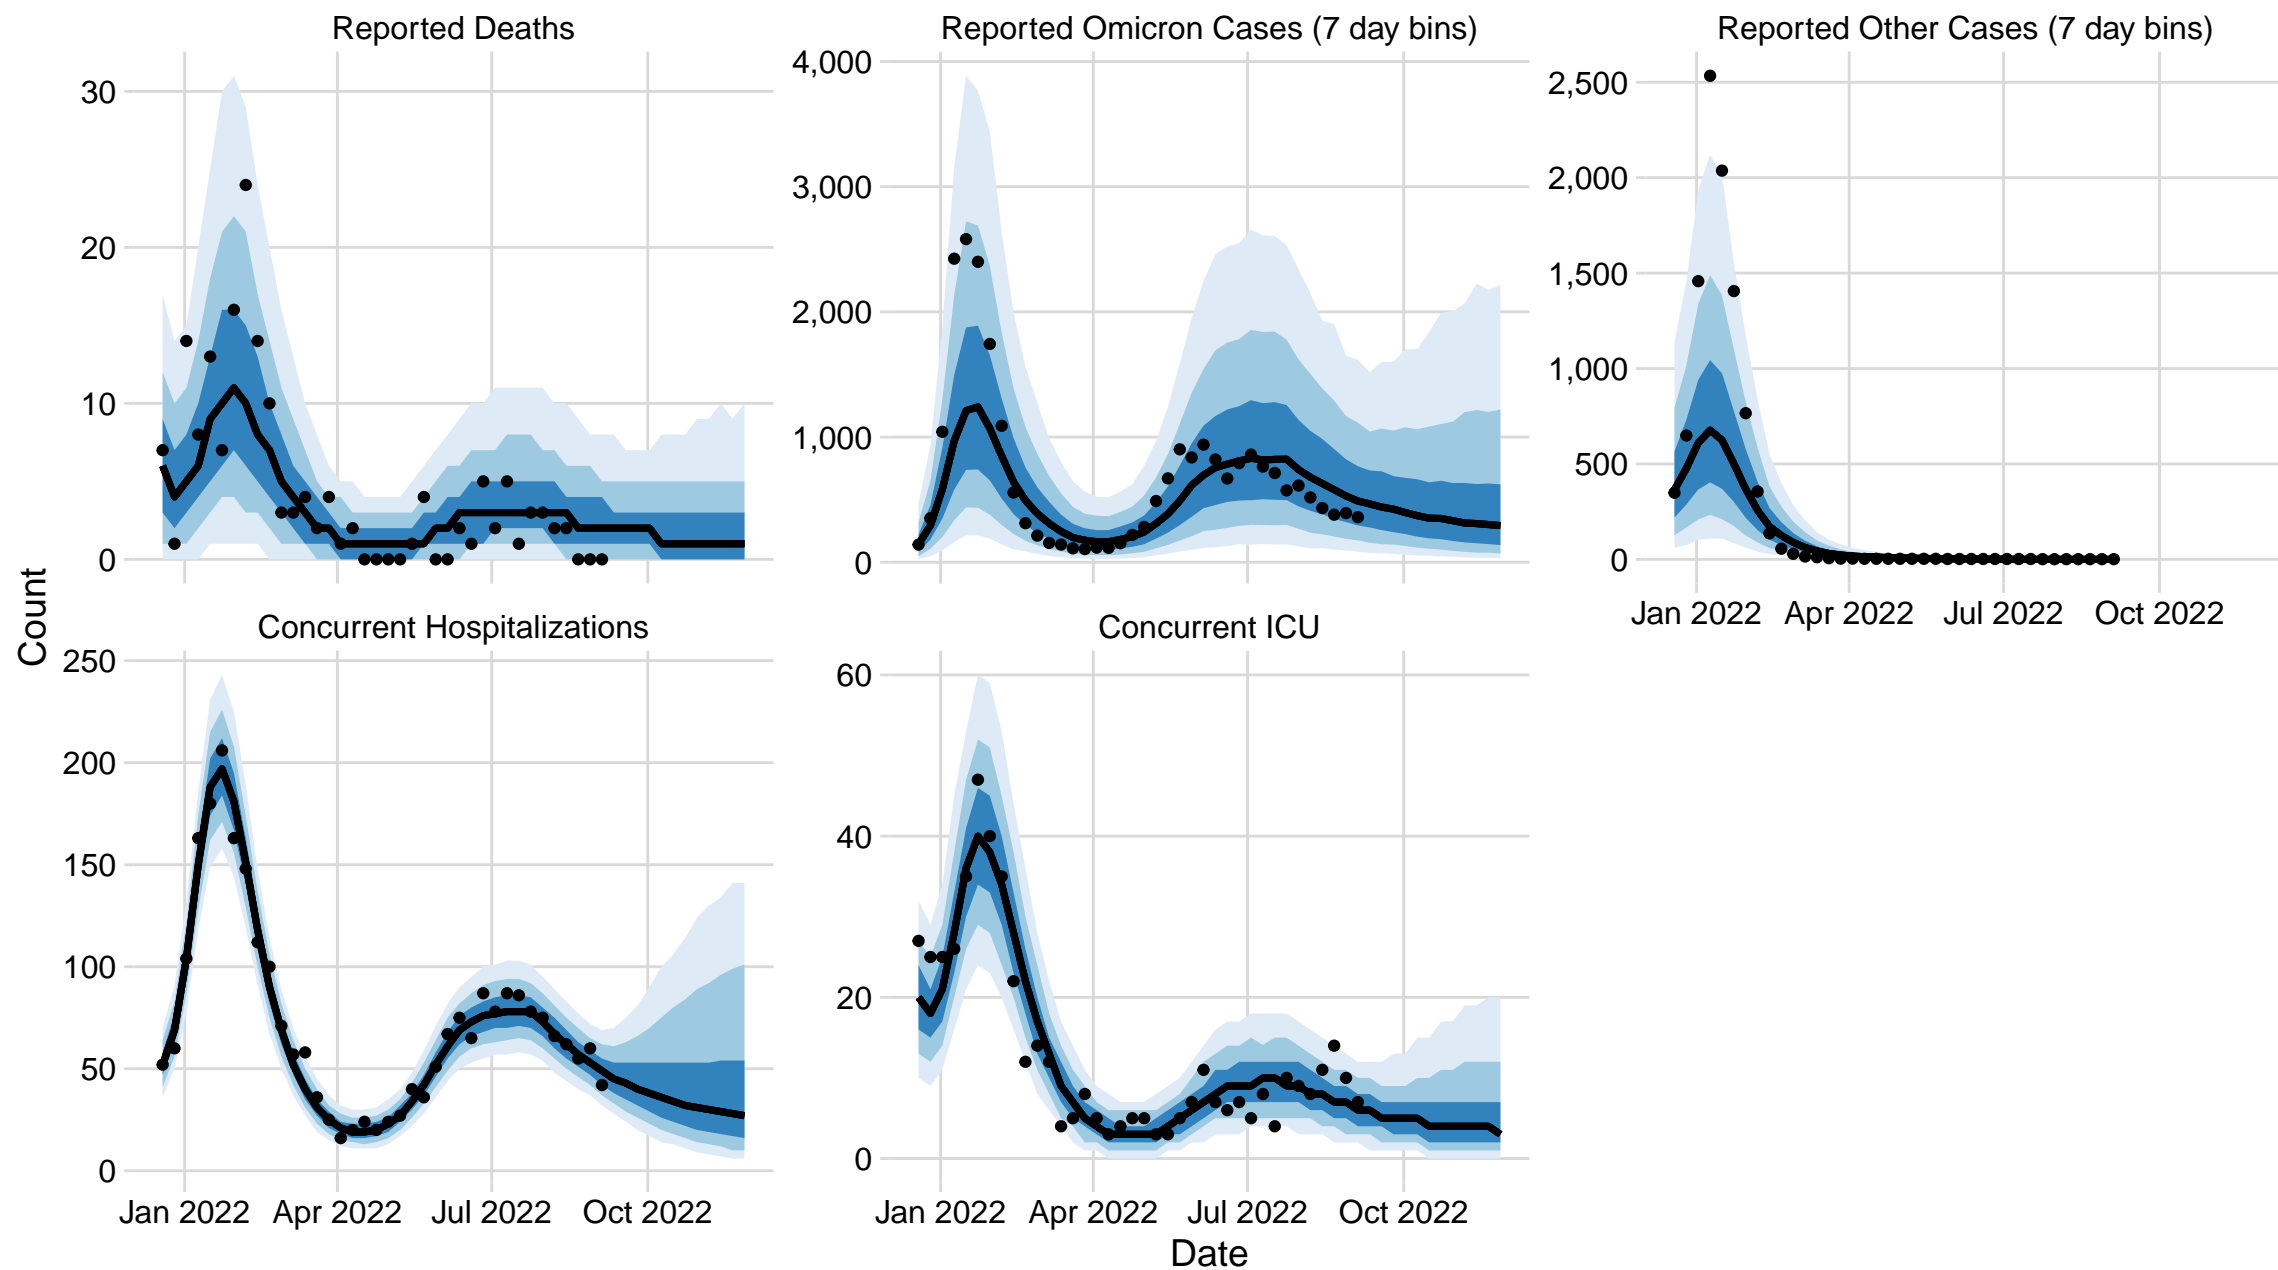 Reported Deaths
Reported Omicron Cases (7 day bins)
Reported Other Cases (7 day bins)
30
20
10
0
4,000
3,000
2,000
1,000
0
2,500
2,000
1,500
1,000
500
0
Jan 2022 Apr 2022 Jul 2022 Oct 2022
Count
Concurrent Hospitalizations
Concurrent ICU
250
200
150
100
50
0
60
40
20
0
Jan 2022 Apr 2022 Jul 2022 Oct 2022
Jan 2022 Apr 2022 Jul 2022 Oct 2022
Date